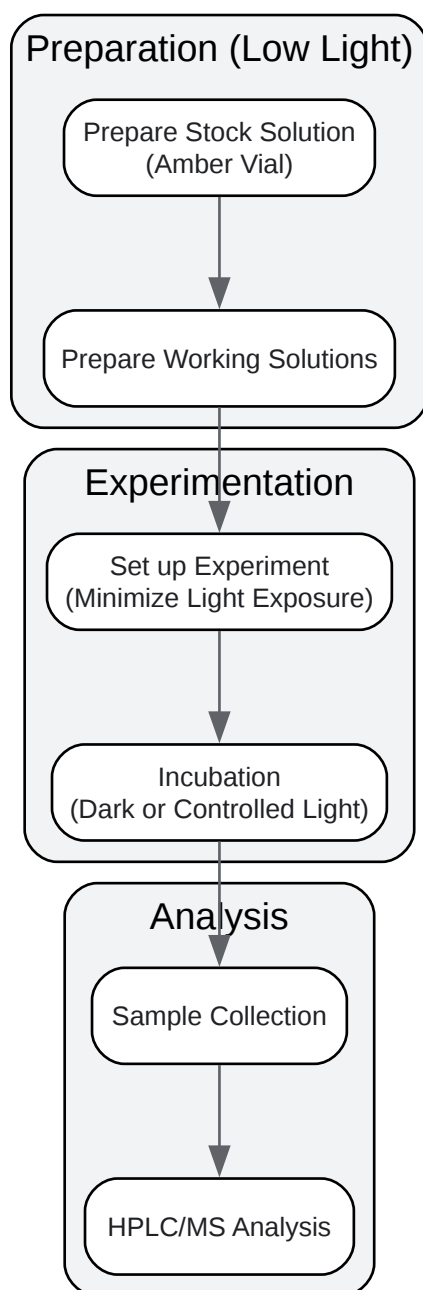 Preparation (Low Light)
Prepare Stock Solution
(Amber Vial)
Prepare Working Solutions
Experimentation
Set up Experiment
(Minimize Light Exposure)
Incubation
(Dark or Controlled Light)
Analysis
Sample Collection
HPLC/MS Analysis